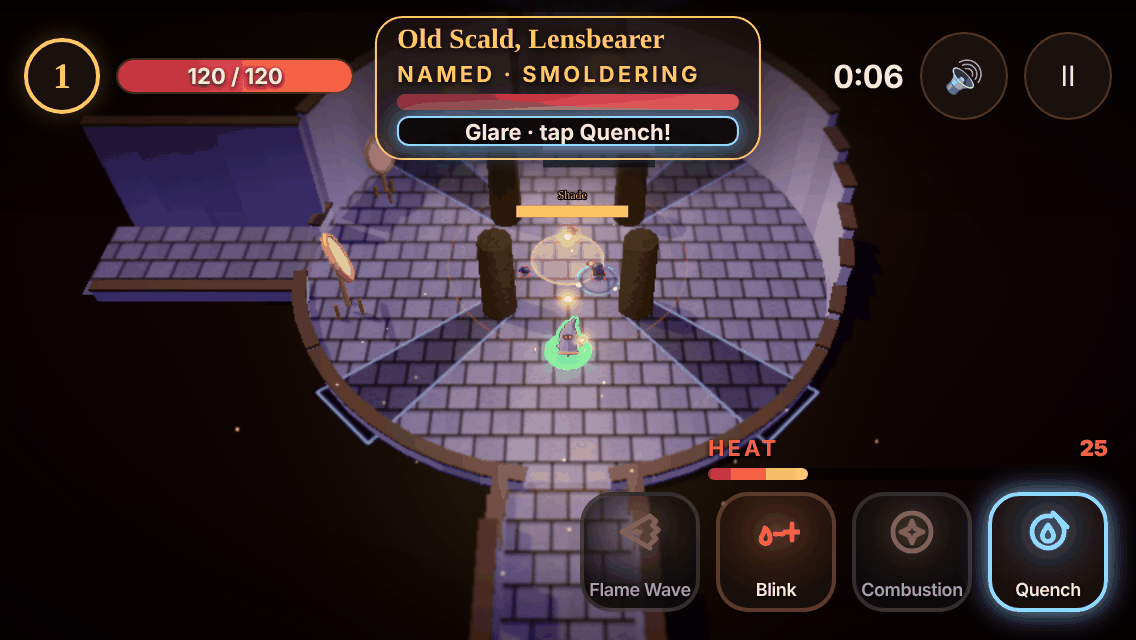 1
120 / 120
Old Scald, Lensbearer
NAMED · SMOLDERING
Glare · tap Quench!
0:06
Shade
HEAT 25
Flame Wave
Blink
Combustion
Quench